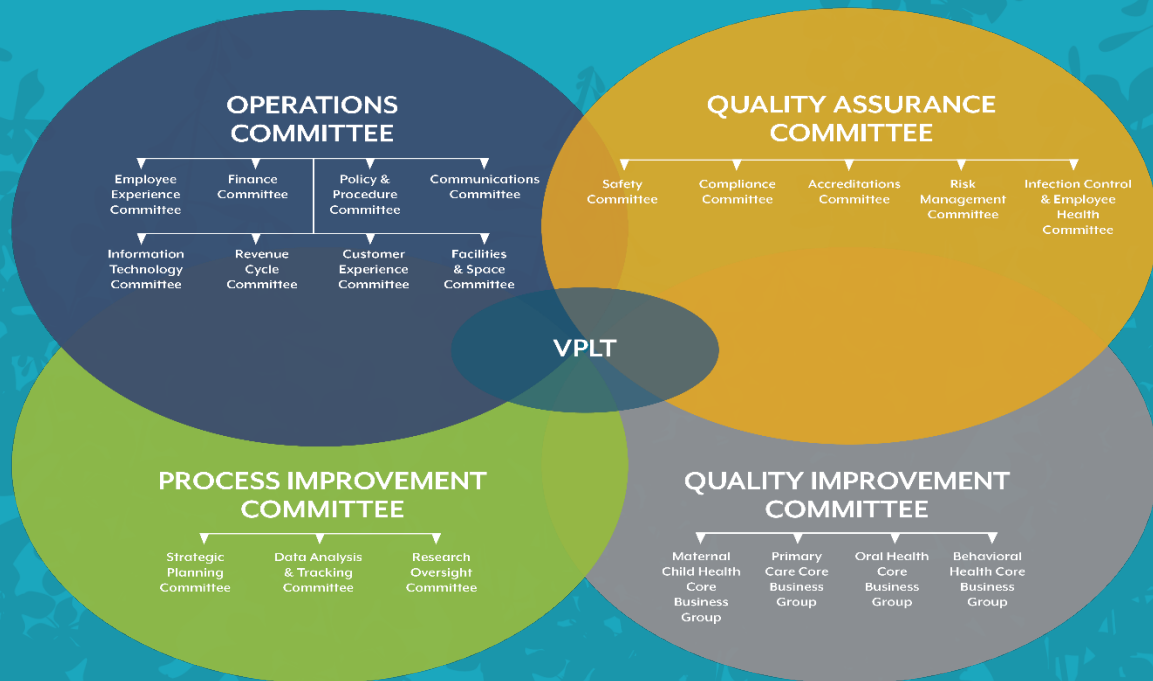 OPERATIONS
COMMITTEE
Employee
Experience
Committee
Finance
Committee
Policy &
Procedure
Committee
Communications
Committee
Information
Technology
Committee
Revenue
Cycle
Committee
Customer
Experience
Committee
Facilities
& Space
Committee
QUALITY ASSURANCE
COMMITTEE
Safety
Committee
Compliance
Committee
Accreditations
Committee
Risk
Management
Committee
Infection Control
& Employee
Health
Committee
VPLT
PROCESS IMPROVEMENT
COMMITTEE
Strategic
Planning
Committee
Data Analysis
& Tracking
Committee
Research
Oversight
Committee
QUALITY IMPROVEMENT
COMMITTEE
Maternal
Child Health
Core
Business
Group
Primary
Care Core
Business
Group
Oral Health
Core
Business
Group
Behavioral
Health Core
Business
Group